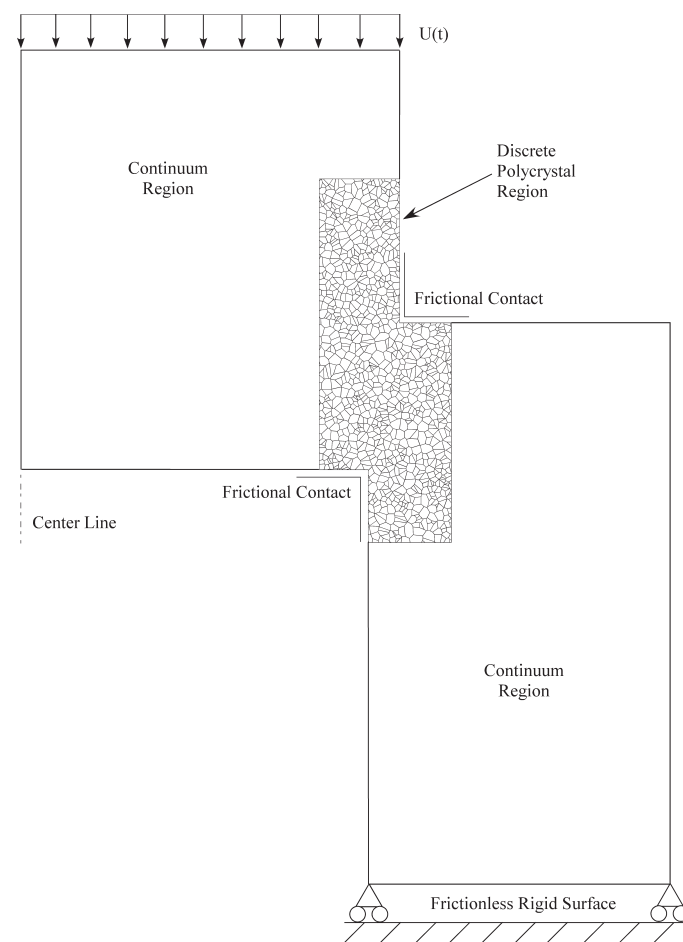 U(t)
Continuum
Region
Discrete
Polycrystal
Region
Frictional Contact
Frictional Contact
Center Line
Continuum
Region
Frictionless Rigid Surface